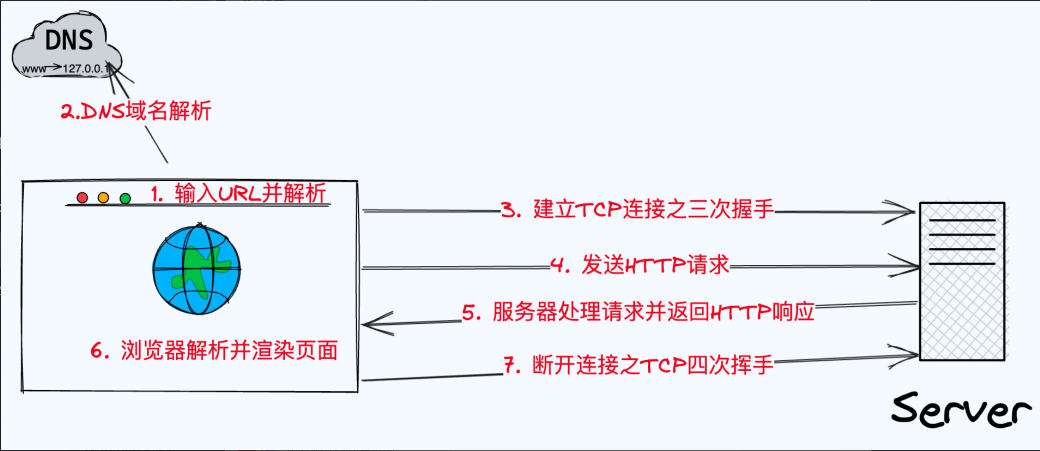 DNS
www→127.0.0.1
2.DNS域名解析
1. 输入URL并解析
3. 建立TCP连接之三次握手
4. 发送HTTP请求
5. 服务器处理请求并返回HTTP响应
6. 浏览器解析并渲染页面
7. 断开连接之TCP四次挥手
Server